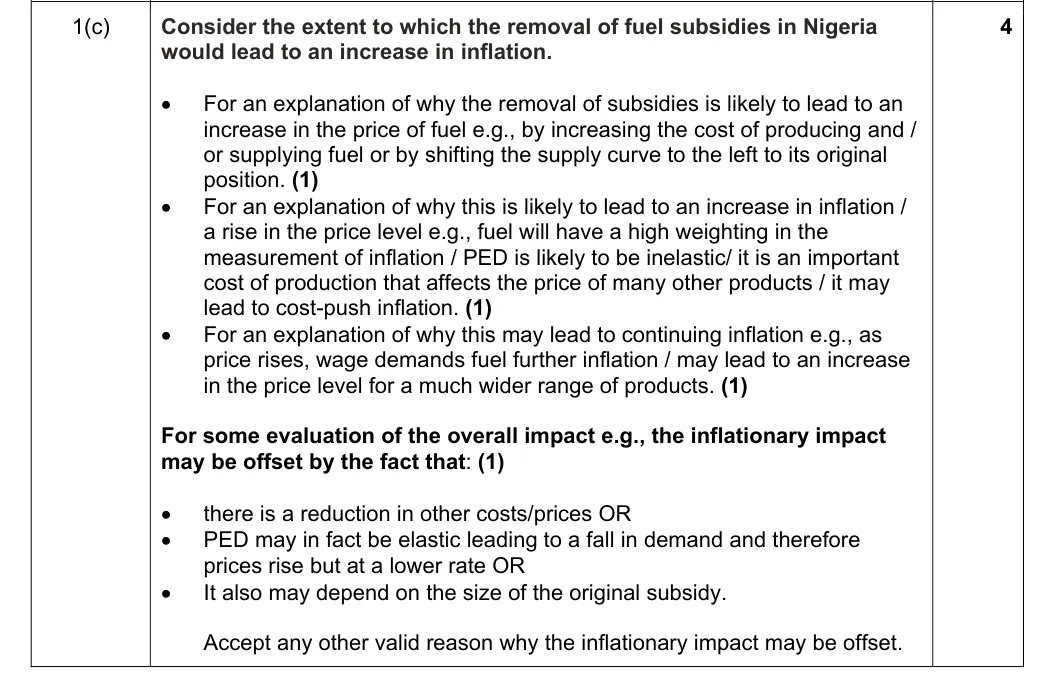 1(c)
Consider the extent to which the removal of fuel subsidies in Nigeria
would lead to an increase in inflation.
4
• For an explanation of why the removal of subsidies is likely to lead to an
increase in the price of fuel e.g., by increasing the cost of producing and /
or supplying fuel or by shifting the supply curve to the left to its original
position. (1)
• For an explanation of why this is likely to lead to an increase in inflation /
a rise in the price level e.g., fuel will have a high weighting in the
measurement of inflation / PED is likely to be inelastic/ it is an important
cost of production that affects the price of many other products / it may
lead to cost-push inflation. (1)
• For an explanation of why this may lead to continuing inflation e.g., as
price rises, wage demands fuel further inflation / may lead to an increase
in the price level for a much wider range of products. (1)
For some evaluation of the overall impact e.g., the inflationary impact
may be offset by the fact that: (1)
• there is a reduction in other costs/prices OR
• PED may in fact be elastic leading to a fall in demand and therefore
prices rise but at a lower rate OR
• It also may depend on the size of the original subsidy.
Accept any other valid reason why the inflationary impact may be offset.